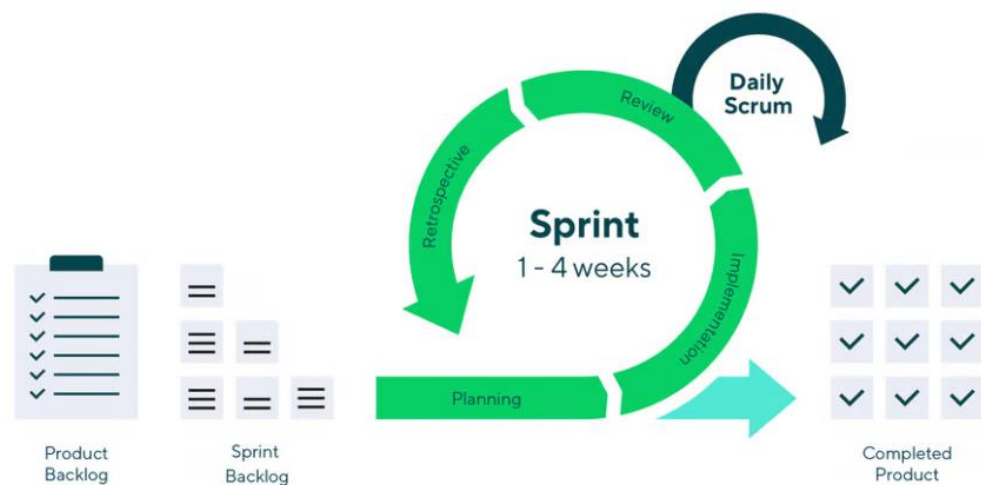 Daily
Scrum
Review
Retrospective
Sprint
1 - 4 weeks
Implementation
Planning
Product
Backlog
Sprint
Backlog
Completed
Product